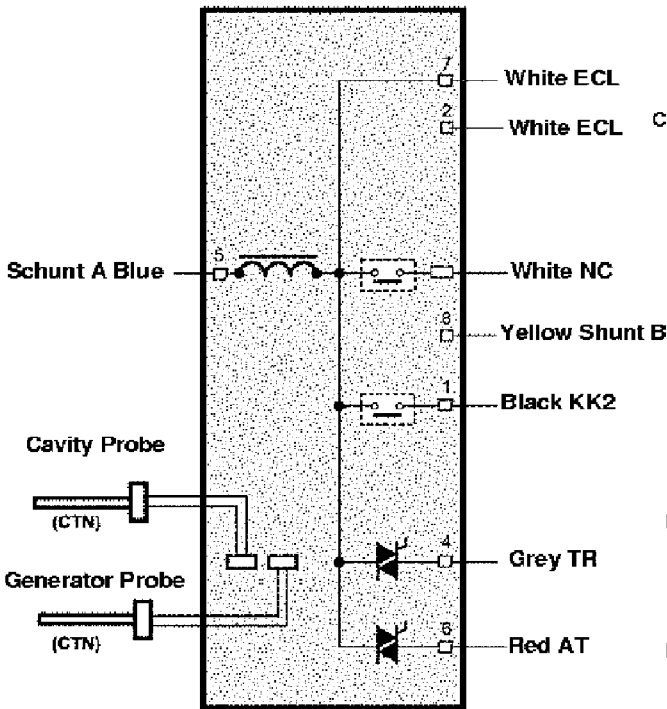 7
White ECL
2
White ECL
C
5
Schunt A Blue
White NC
8
Yellow Shunt B
1
Black KK2
Cavity Probe
(CTN)
4
Grey TR
Generator Probe
(CTN)
6
Red AT